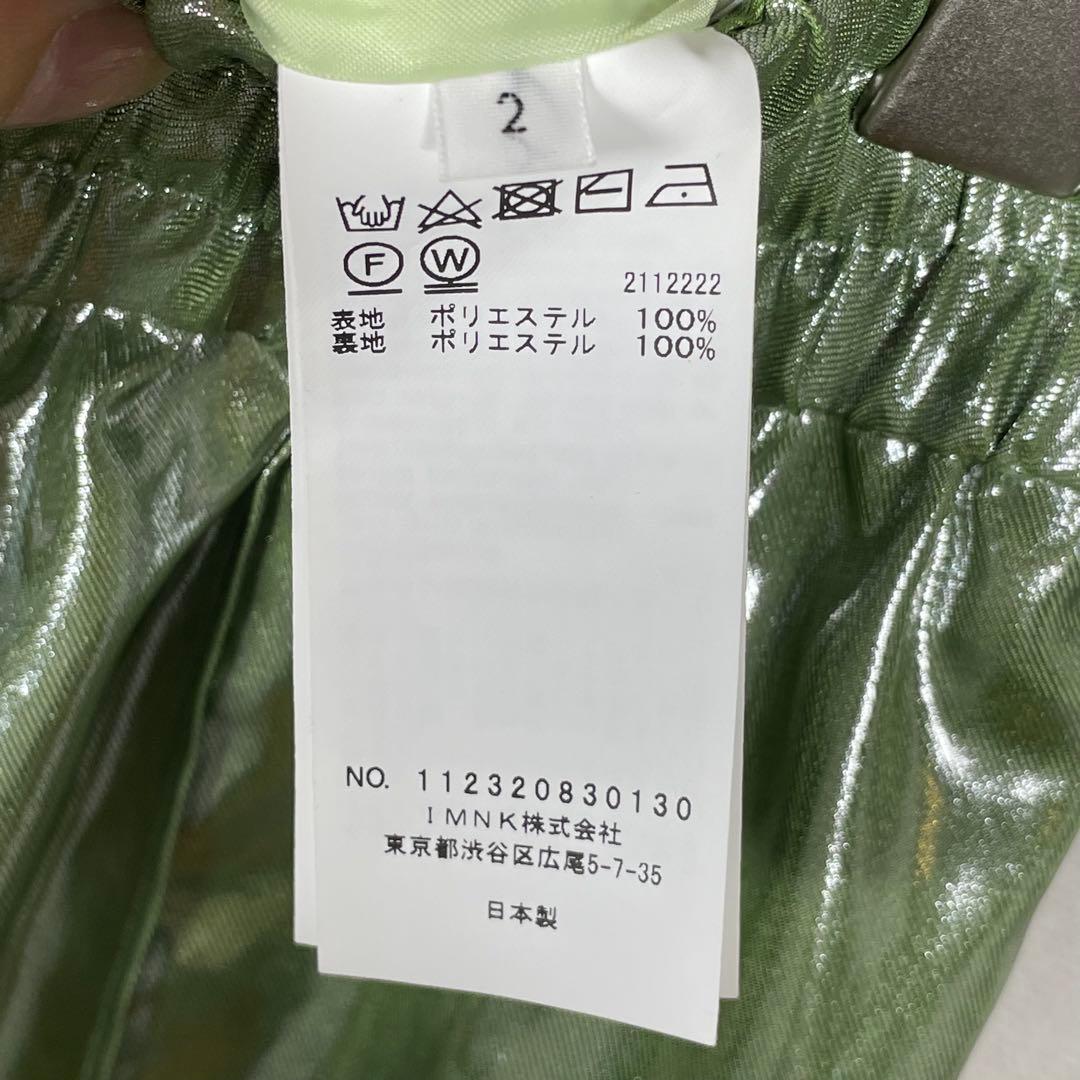 2
F W
2112222
表地 ポリエステル 100%
裏地 ポリエステル 100%
NO. 112320830130
IMNK株式会社
東京都渋谷区広尾5-7-35
日本製